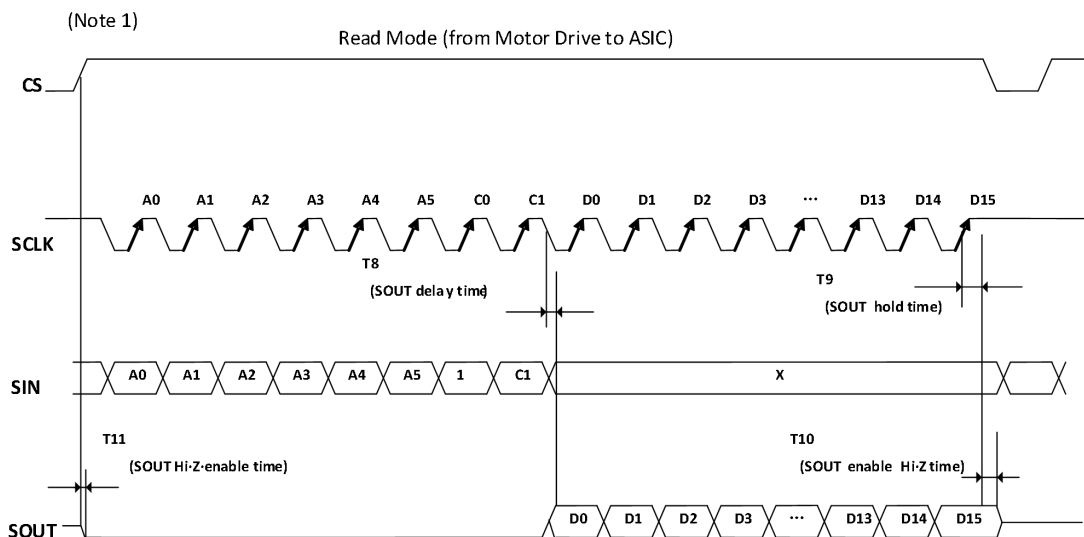 (Note 1)
Read Mode (from Motor Drive to ASIC)
CS
A0 A1 A2 A3 A4 A5 C0 C1 D0 D1 D2 D3 ... D13 D14 D15
SCLK
T8
(SOUT delay time)
T9
(SOUT hold time)
A0 A1 A2 A3 A4 A5 1 C1 X
SIN
T11
(SOUT Hi-Z-enable time)
T10
(SOUT enable Hi-Z time)
D0 D1 D2 D3 ... D13 D14 D15
SOUT